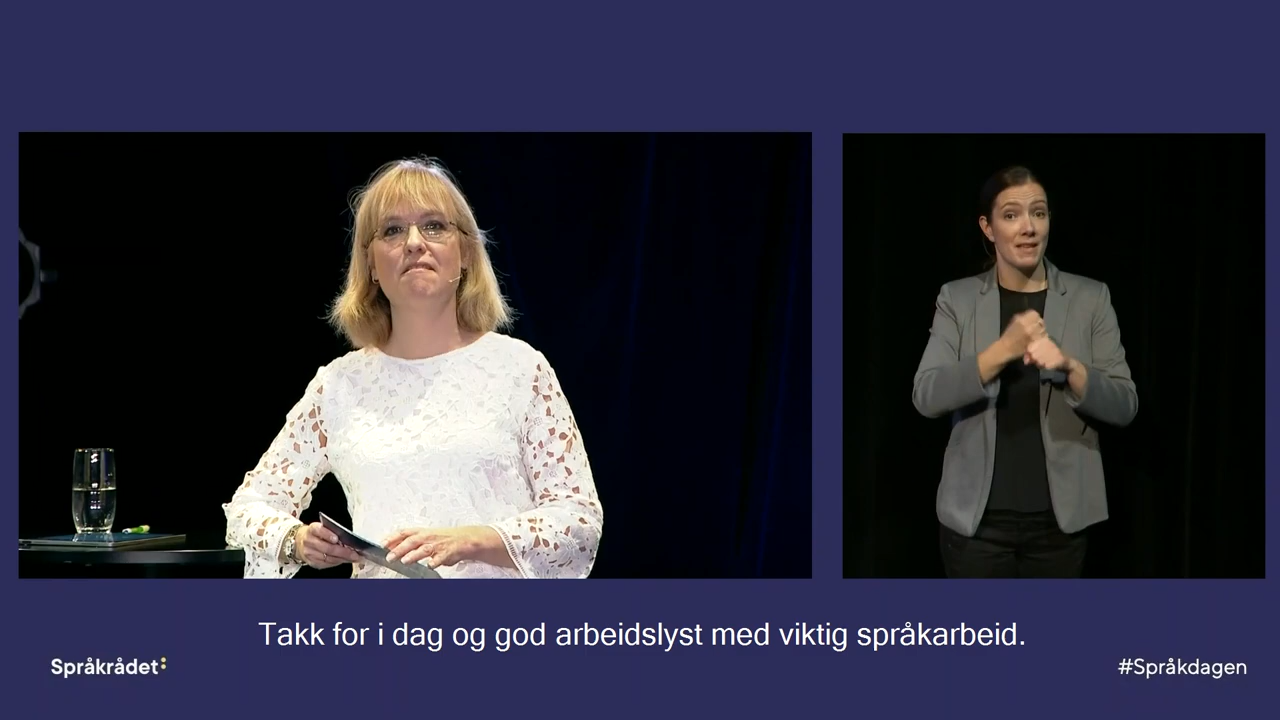 Takk for i dag og god arbeidslyst med viktig språkarbeid.
Språkrådet:
#Språkdagen